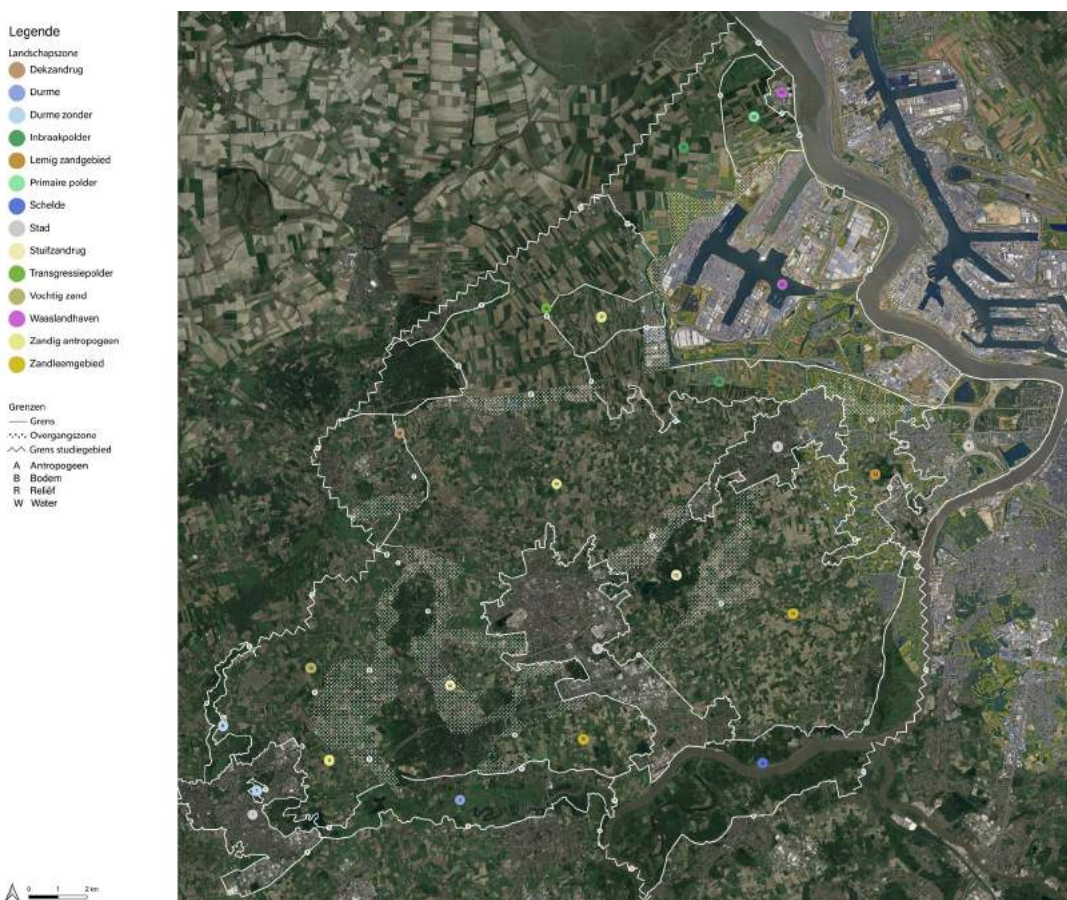 Legende
Landschapszone
Dekzandrug
Durme
Durme zonder
Inbraakpolder
Lemig zandgebied
Primaire polder
Schelde
Stad
Stuifzandrug
Transgressiepolder
Vochtig zand
Waaslandhaven
Zandig antropogeen
Zandleemgebied
Grenzen
Grens
Overgangszone
Grens studiegebied
A Antropogeen
B Bodem
R Reliëf
W Water
0 1 2 km